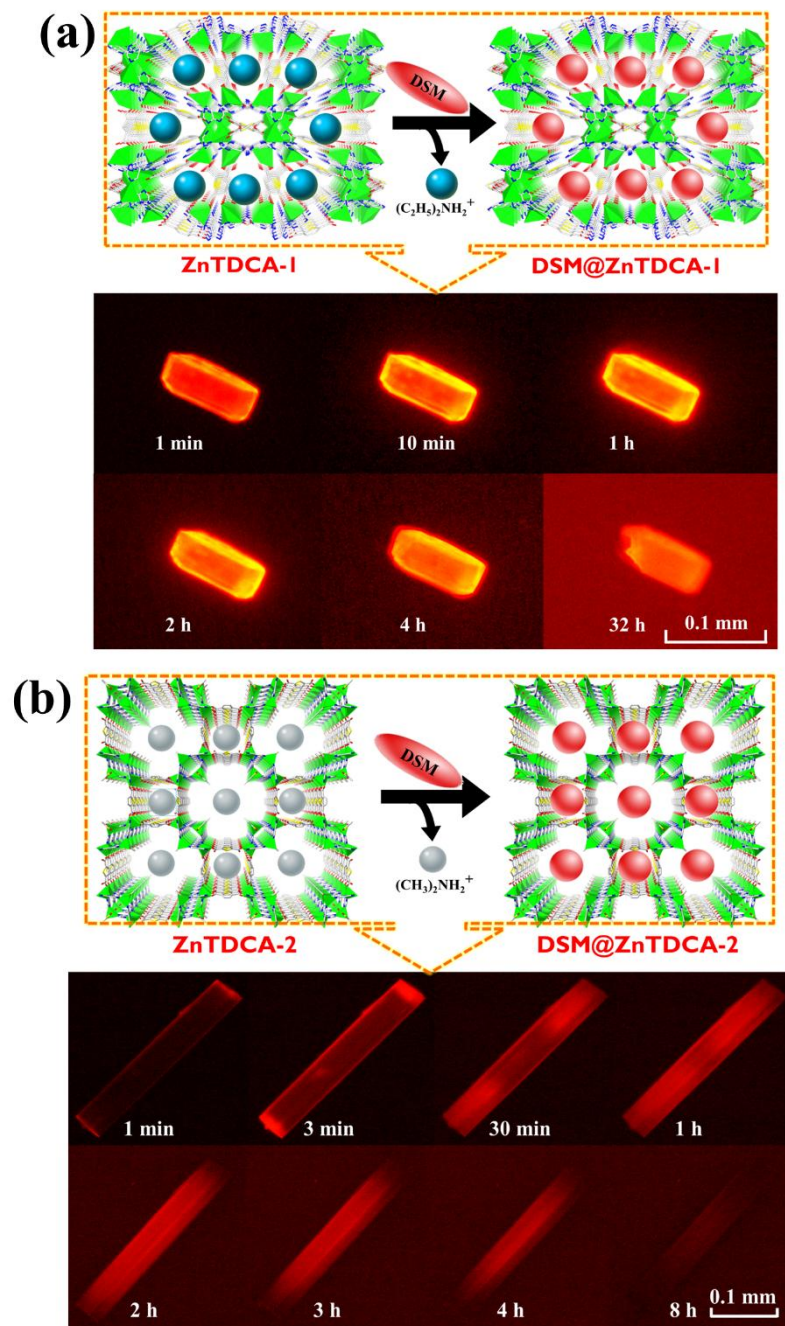 (a)
DSM
(C₂H₅)₂NH₂⁺
ZnTDCA-1
DSM@ZnTDCA-1
1 min
10 min
1 h
2 h
4 h
32 h
0.1 mm
(b)
DSM
(CH₃)₂NH₂⁺
ZnTDCA-2
DSM@ZnTDCA-2
1 min
3 min
30 min
1 h
2 h
3 h
4 h
8 h
0.1 mm